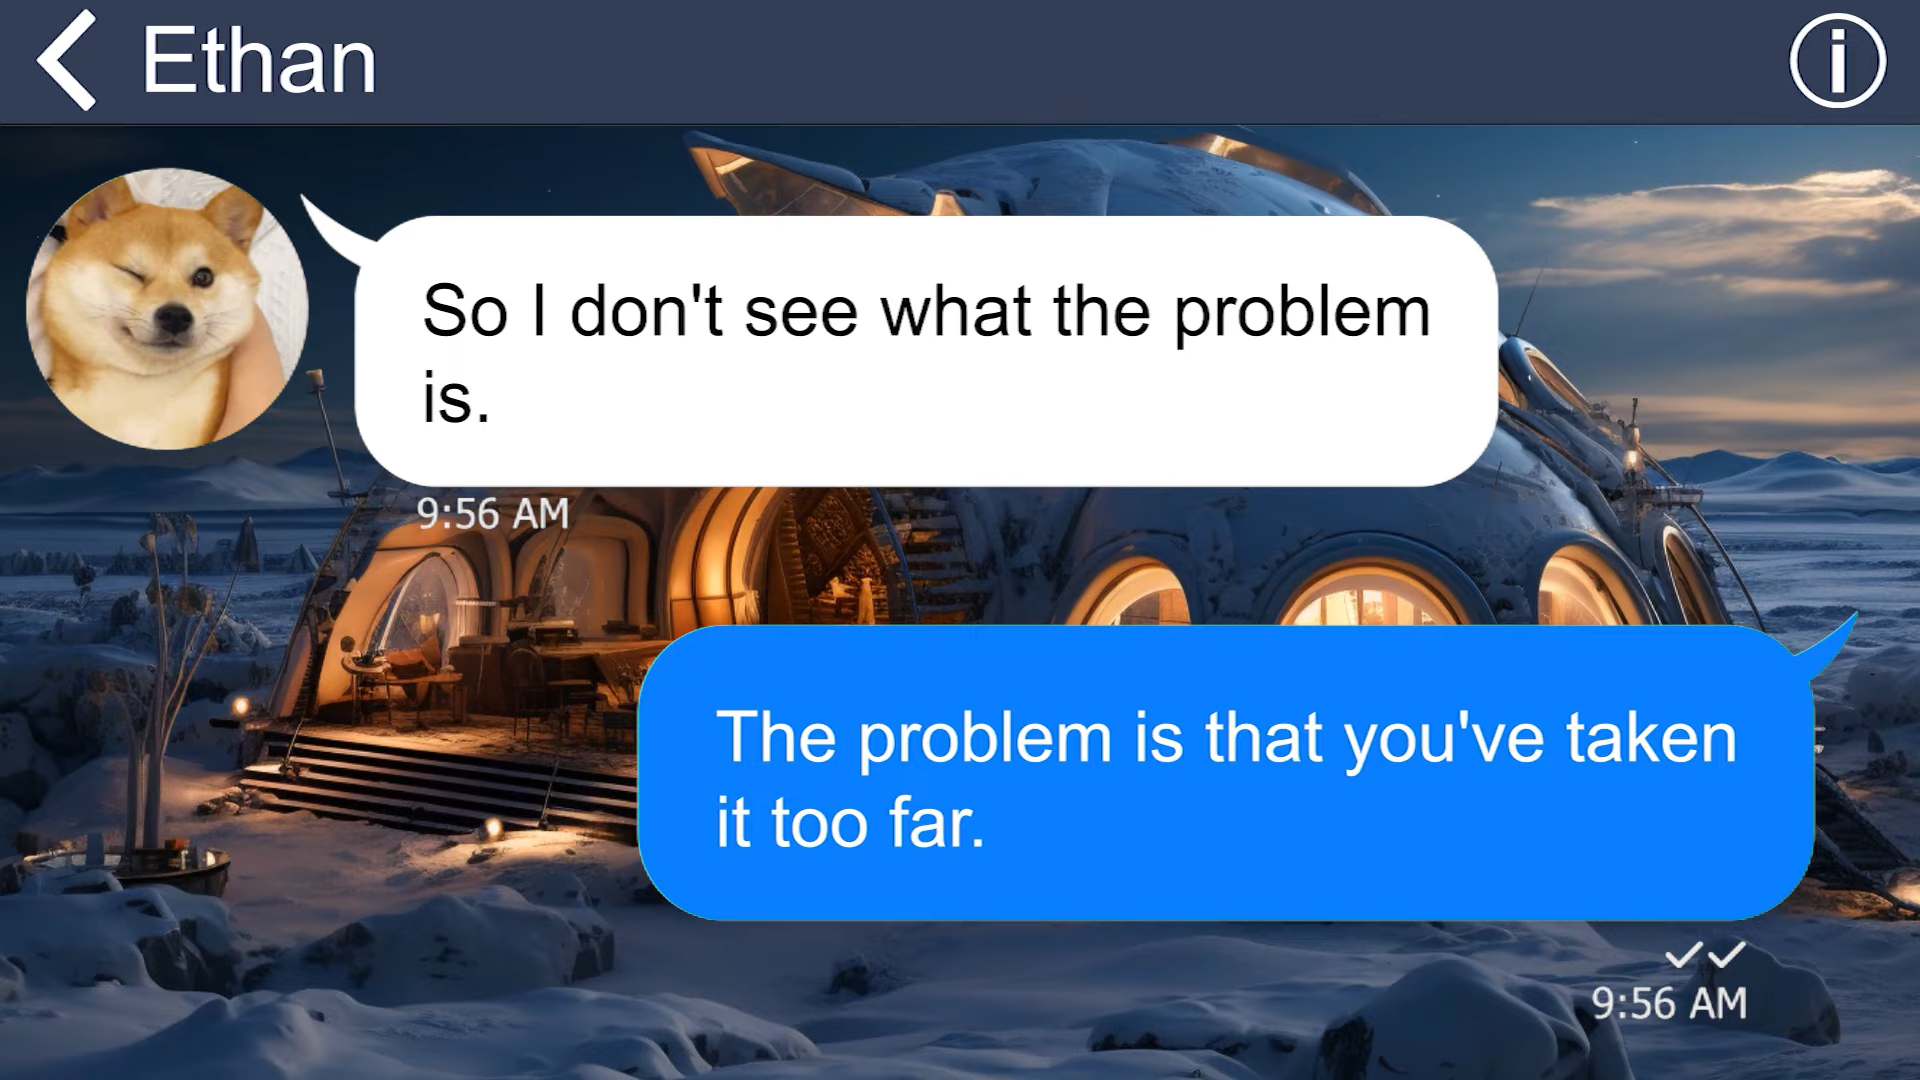 Ethan
So I don't see what the problem
is.
9:56 AM
The problem is that you've taken
it too far.
9:56 AM